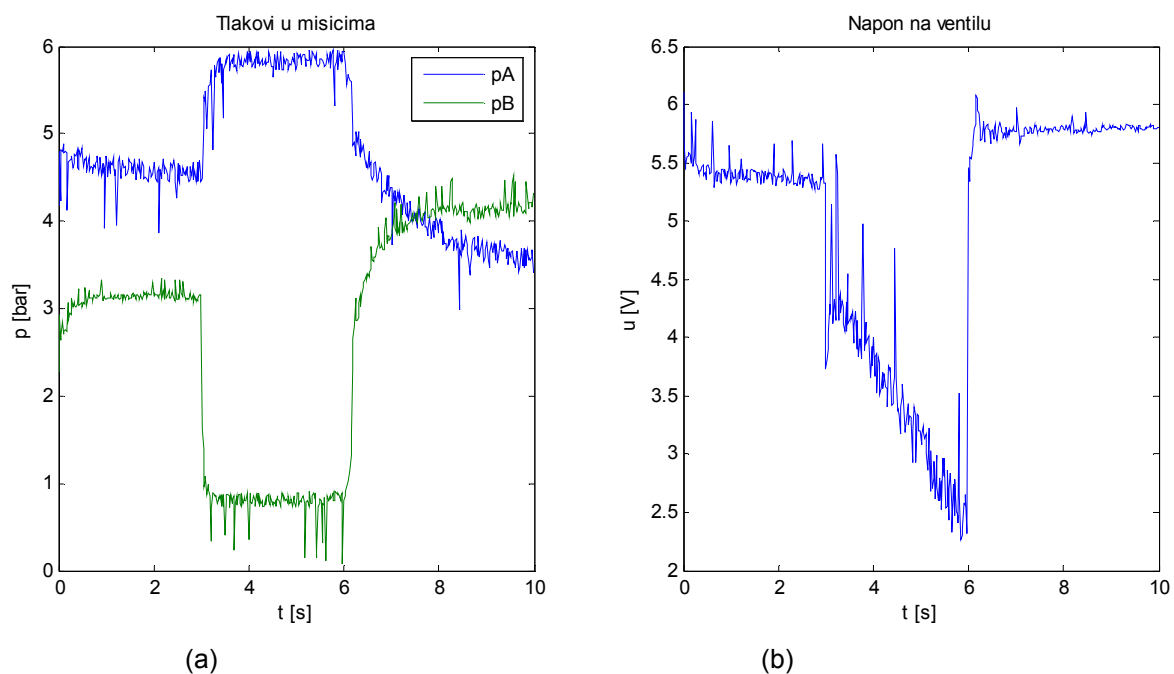 Tlakovi u misicima
6
5
4
3
2
1
0
p [bar]
pA
pB
0 2 4 6 8 10
t [s]
(a)
Napon na ventilu
6.5
6
5.5
5
4.5
4
3.5
3
2.5
2
u [V]
0 2 4 6 8 10
t [s]
(b)